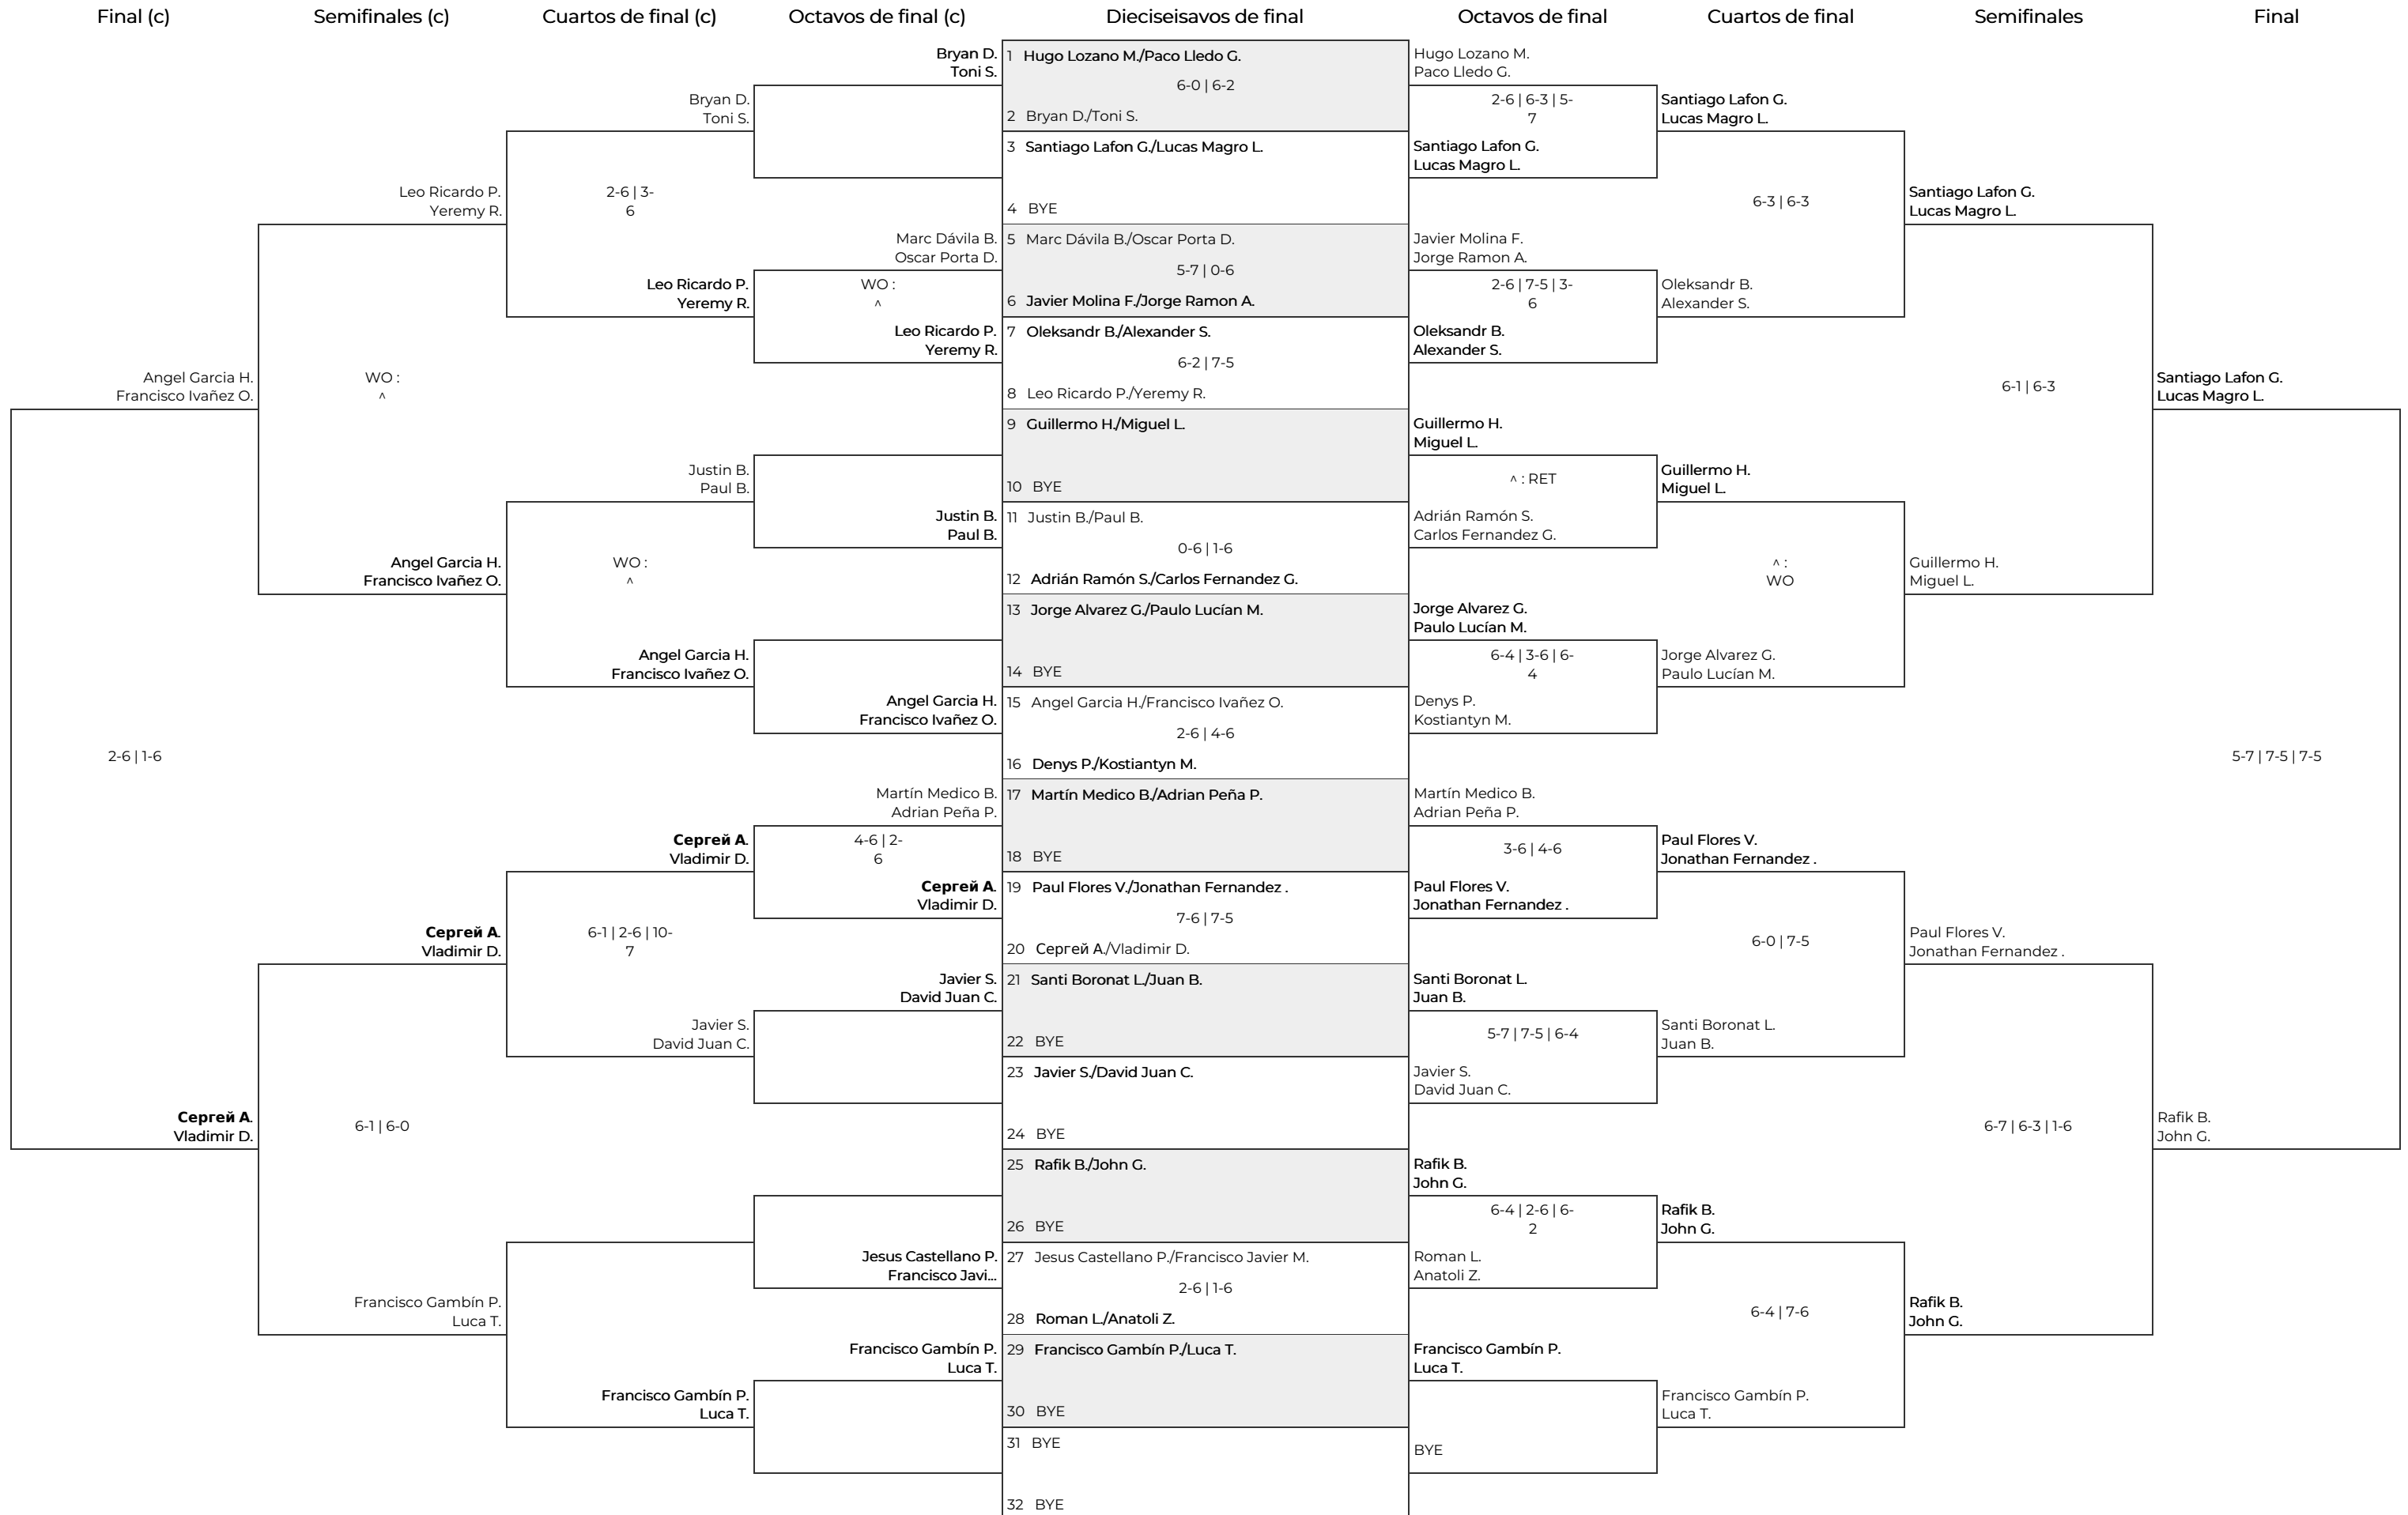 Final (c)
Semifinales (c)
Cuartos de final (c)
Octavos de final (c)
Dieciseisavos de final
Octavos de final
Cuartos de final
Semifinales
Final
Angel Garcia H.
Francisco Ivañez O.
2-6 | 1-6
Сергей А.
Vladimir D.
Leo Ricardo P.
Yeremy R.
WO :
^
Angel Garcia H.
Francisco Ivañez O.
Сергей А.
Vladimir D.
6-1 | 6-0
Francisco Gambín P.
Luca T.
Bryan D.
Toni S.
2-6 | 3-
6
Leo Ricardo P.
Yeremy R.
Justin B.
Paul B.
WO :
^
Angel Garcia H.
Francisco Ivañez O.
Сергей А.
Vladimir D.
6-1 | 2-6 | 10-
7
Javier S.
David Juan C.
Francisco Gambín P.
Luca T.
Bryan D.
Toni S.
Marc Dávila B.
Oscar Porta D.
WO :
^
Leo Ricardo P.
Yeremy R.
Justin B.
Paul B.
Angel Garcia H.
Francisco Ivañez O.
Martín Medico B.
Adrian Peña P.
4-6 | 2-
6
Сергей А.
Vladimir D.
Javier S.
David Juan C.
Jesus Castellano P.
Francisco Javi...
Francisco Gambín P.
Luca T.
1 Hugo Lozano M./Paco Lledo G.
6-0 | 6-2
2 Bryan D./Toni S.
3 Santiago Lafon G./Lucas Magro L.
4 BYE
5 Marc Dávila B./Oscar Porta D.
5-7 | 0-6
6 Javier Molina F./Jorge Ramon A.
7 Oleksandr B./Alexander S.
6-2 | 7-5
8 Leo Ricardo P./Yeremy R.
9 Guillermo H./Miguel L.
10 BYE
11 Justin B./Paul B.
0-6 | 1-6
12 Adrián Ramón S./Carlos Fernandez G.
13 Jorge Alvarez G./Paulo Lucían M.
14 BYE
15 Angel Garcia H./Francisco Ivañez O.
2-6 | 4-6
16 Denys P./Kostiantyn M.
17 Martín Medico B./Adrian Peña P.
18 BYE
19 Paul Flores V./Jonathan Fernandez .
7-6 | 7-5
20 Сергей А./Vladimir D.
21 Santi Boronat L./Juan B.
22 BYE
23 Javier S./David Juan C.
24 BYE
25 Rafik B./John G.
26 BYE
27 Jesus Castellano P./Francisco Javier M.
2-6 | 1-6
28 Roman L./Anatoli Z.
29 Francisco Gambín P./Luca T.
30 BYE
31 BYE
32 BYE
Hugo Lozano M.
Paco Lledo G.
2-6 | 6-3 | 5-
7
Santiago Lafon G.
Lucas Magro L.
Javier Molina F.
Jorge Ramon A.
2-6 | 7-5 | 3-
6
Oleksandr B.
Alexander S.
Guillermo H.
Miguel L.
^ : RET
Adrián Ramón S.
Carlos Fernandez G.
Jorge Alvarez G.
Paulo Lucían M.
6-4 | 3-6 | 6-
4
Denys P.
Kostiantyn M.
Martín Medico B.
Adrian Peña P.
3-6 | 4-6
Paul Flores V.
Jonathan Fernandez .
Santi Boronat L.
Juan B.
5-7 | 7-5 | 6-4
Javier S.
David Juan C.
Rafik B.
John G.
6-4 | 2-6 | 6-
2
Roman L.
Anatoli Z.
Francisco Gambín P.
Luca T.
BYE
Santiago Lafon G.
Lucas Magro L.
6-3 | 6-3
Oleksandr B.
Alexander S.
Guillermo H.
Miguel L.
^ :
WO
Jorge Alvarez G.
Paulo Lucían M.
Paul Flores V.
Jonathan Fernandez .
6-0 | 7-5
Santi Boronat L.
Juan B.
Rafik B.
John G.
6-4 | 7-6
Francisco Gambín P.
Luca T.
Santiago Lafon G.
Lucas Magro L.
6-1 | 6-3
Guillermo H.
Miguel L.
Paul Flores V.
Jonathan Fernandez .
6-7 | 6-3 | 1-6
Rafik B.
John G.
Santiago Lafon G.
Lucas Magro L.
5-7 | 7-5 | 7-5
Rafik B.
John G.